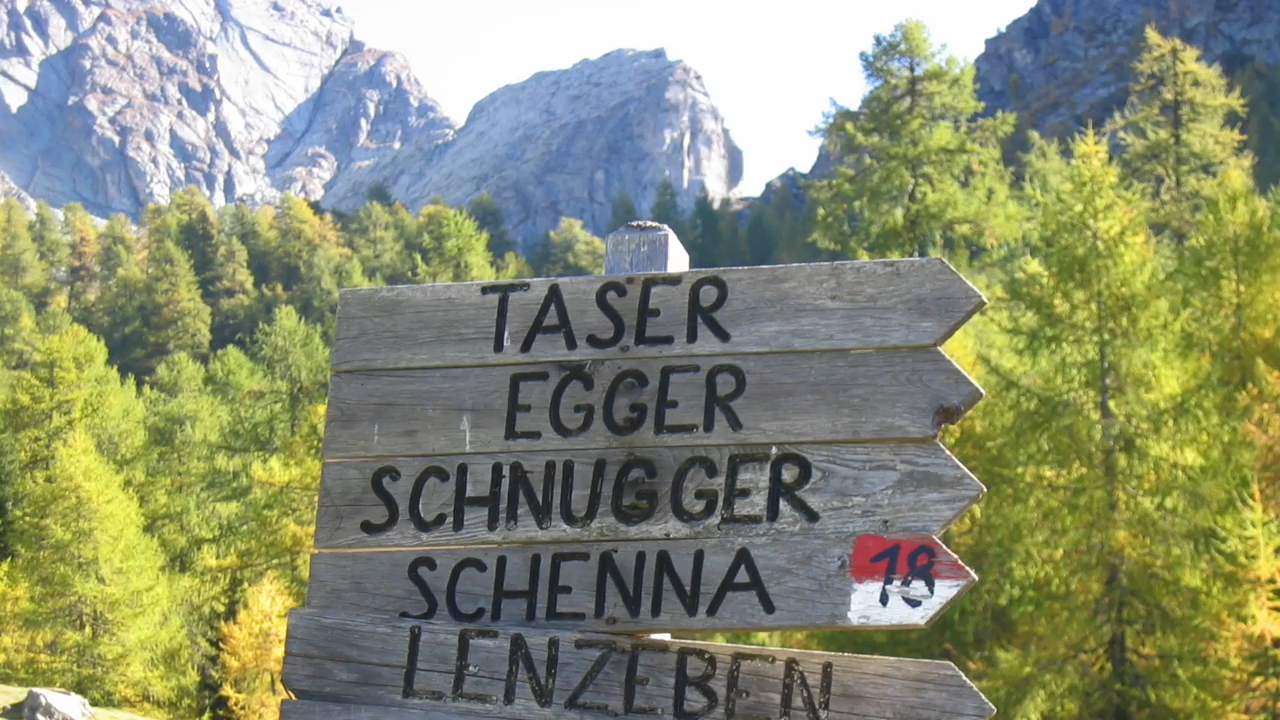 TASER
EGGER
SCHNUGGER
SCHENNA 18
LENZEBEN